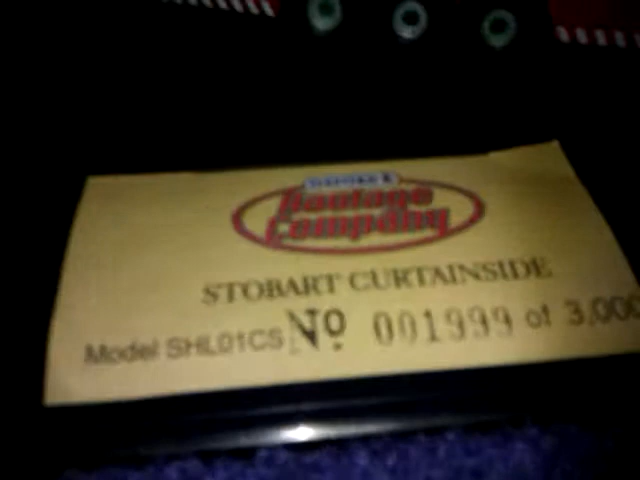 Haulage
Company
STOBART CURTAINSIDE
Model SHL01CS No 001999 of 3,000